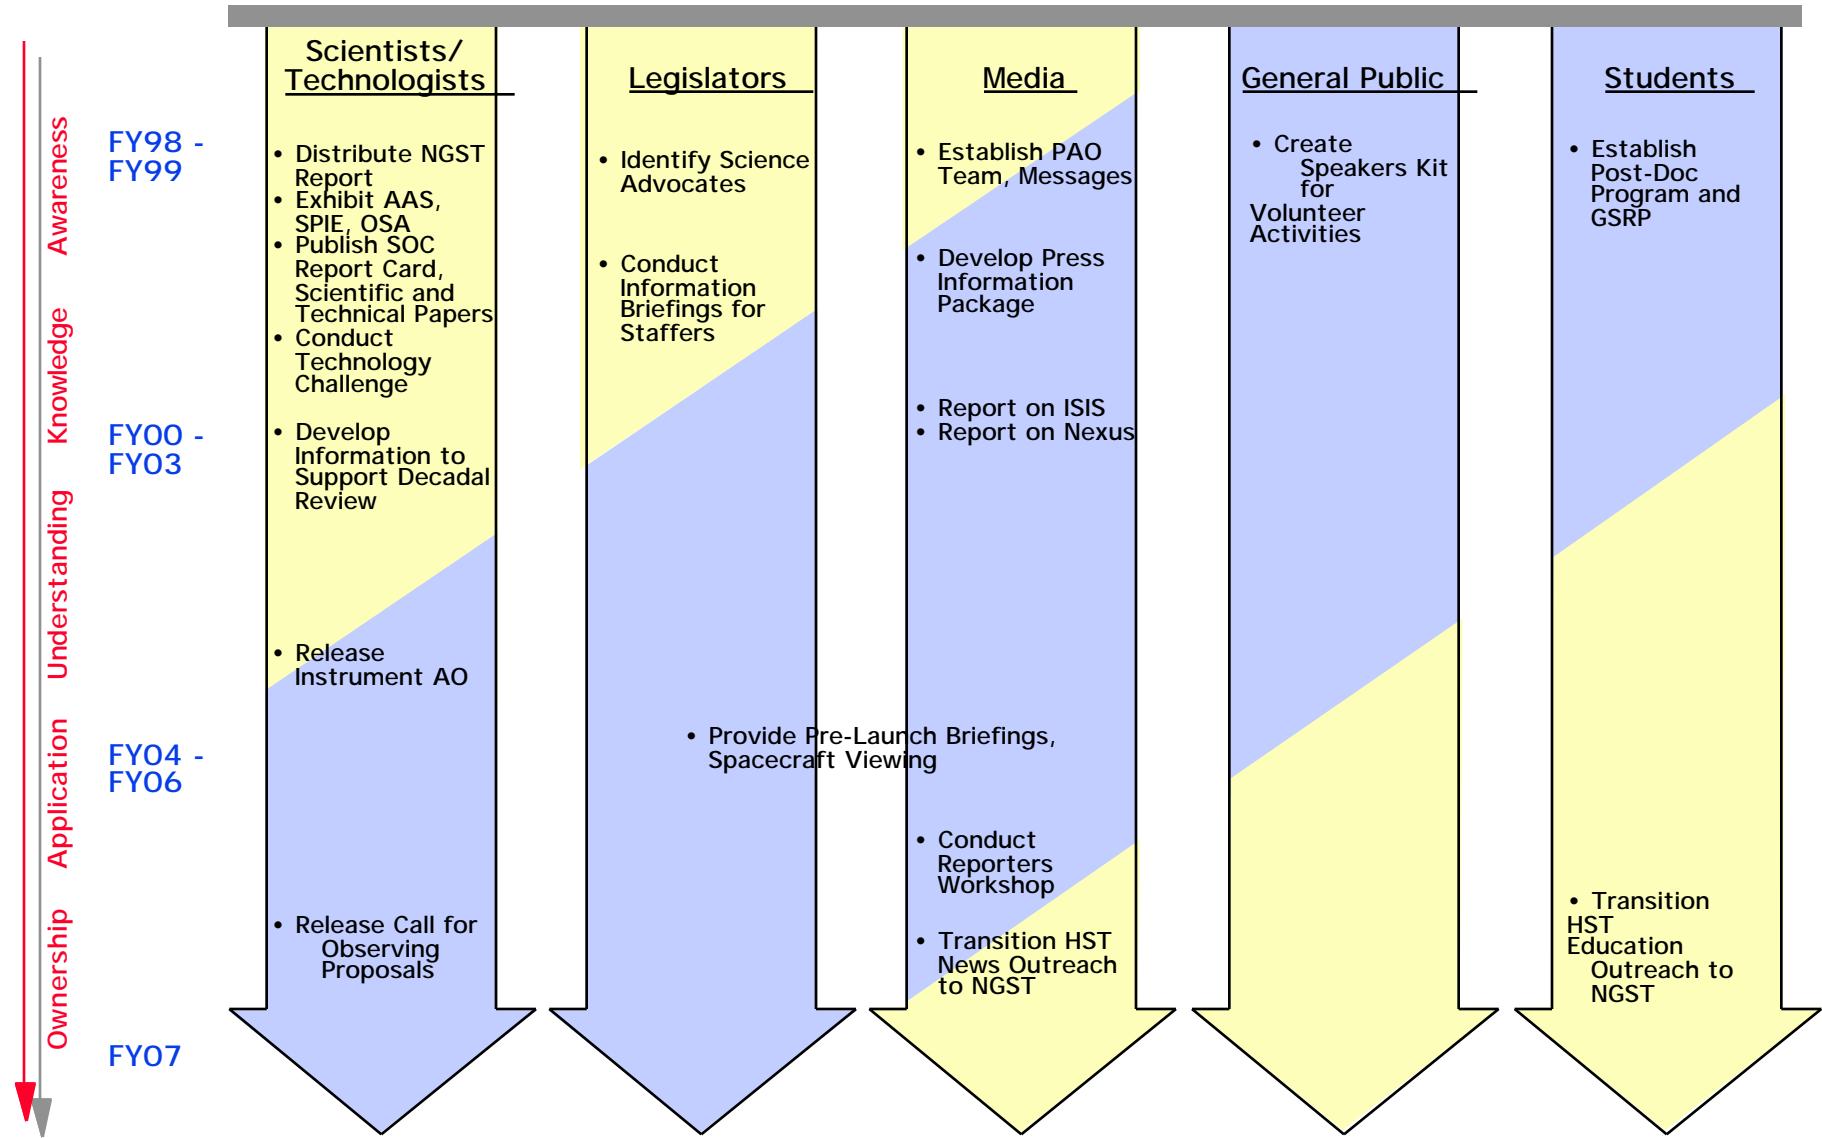 Scientists/
Technologists
Legislators
Media
General Public
Students
Awareness
Knowledge
Understanding
Application
Ownership
FY98 -
FY99
FY00 -
FY03
FY04 -
FY06
FY07
• Distribute NGST
Report
• Exhibit AAS,
SPIE, OSA
• Publish SOC
Report Card,
Scientific and
Technical Papers
• Conduct
Technology
Challenge
• Develop
Information to
Support Decadal
Review
• Release
Instrument AO
• Release Call for
Observing
Proposals
• Identify Science
Advocates
• Conduct
Information
Briefings for
Staffers
• Provide Pre-Launch Briefings,
Spacecraft Viewing
• Establish PAO
Team, Messages
• Develop Press
Information
Package
• Report on ISIS
• Report on Nexus
• Conduct
Reporters
Workshop
• Transition HST
News Outreach
to NGST
• Create
Speakers Kit
for
Volunteer
Activities
• Establish
Post-Doc
Program and
GSRP
• Transition
HST
Education
Outreach to
NGST